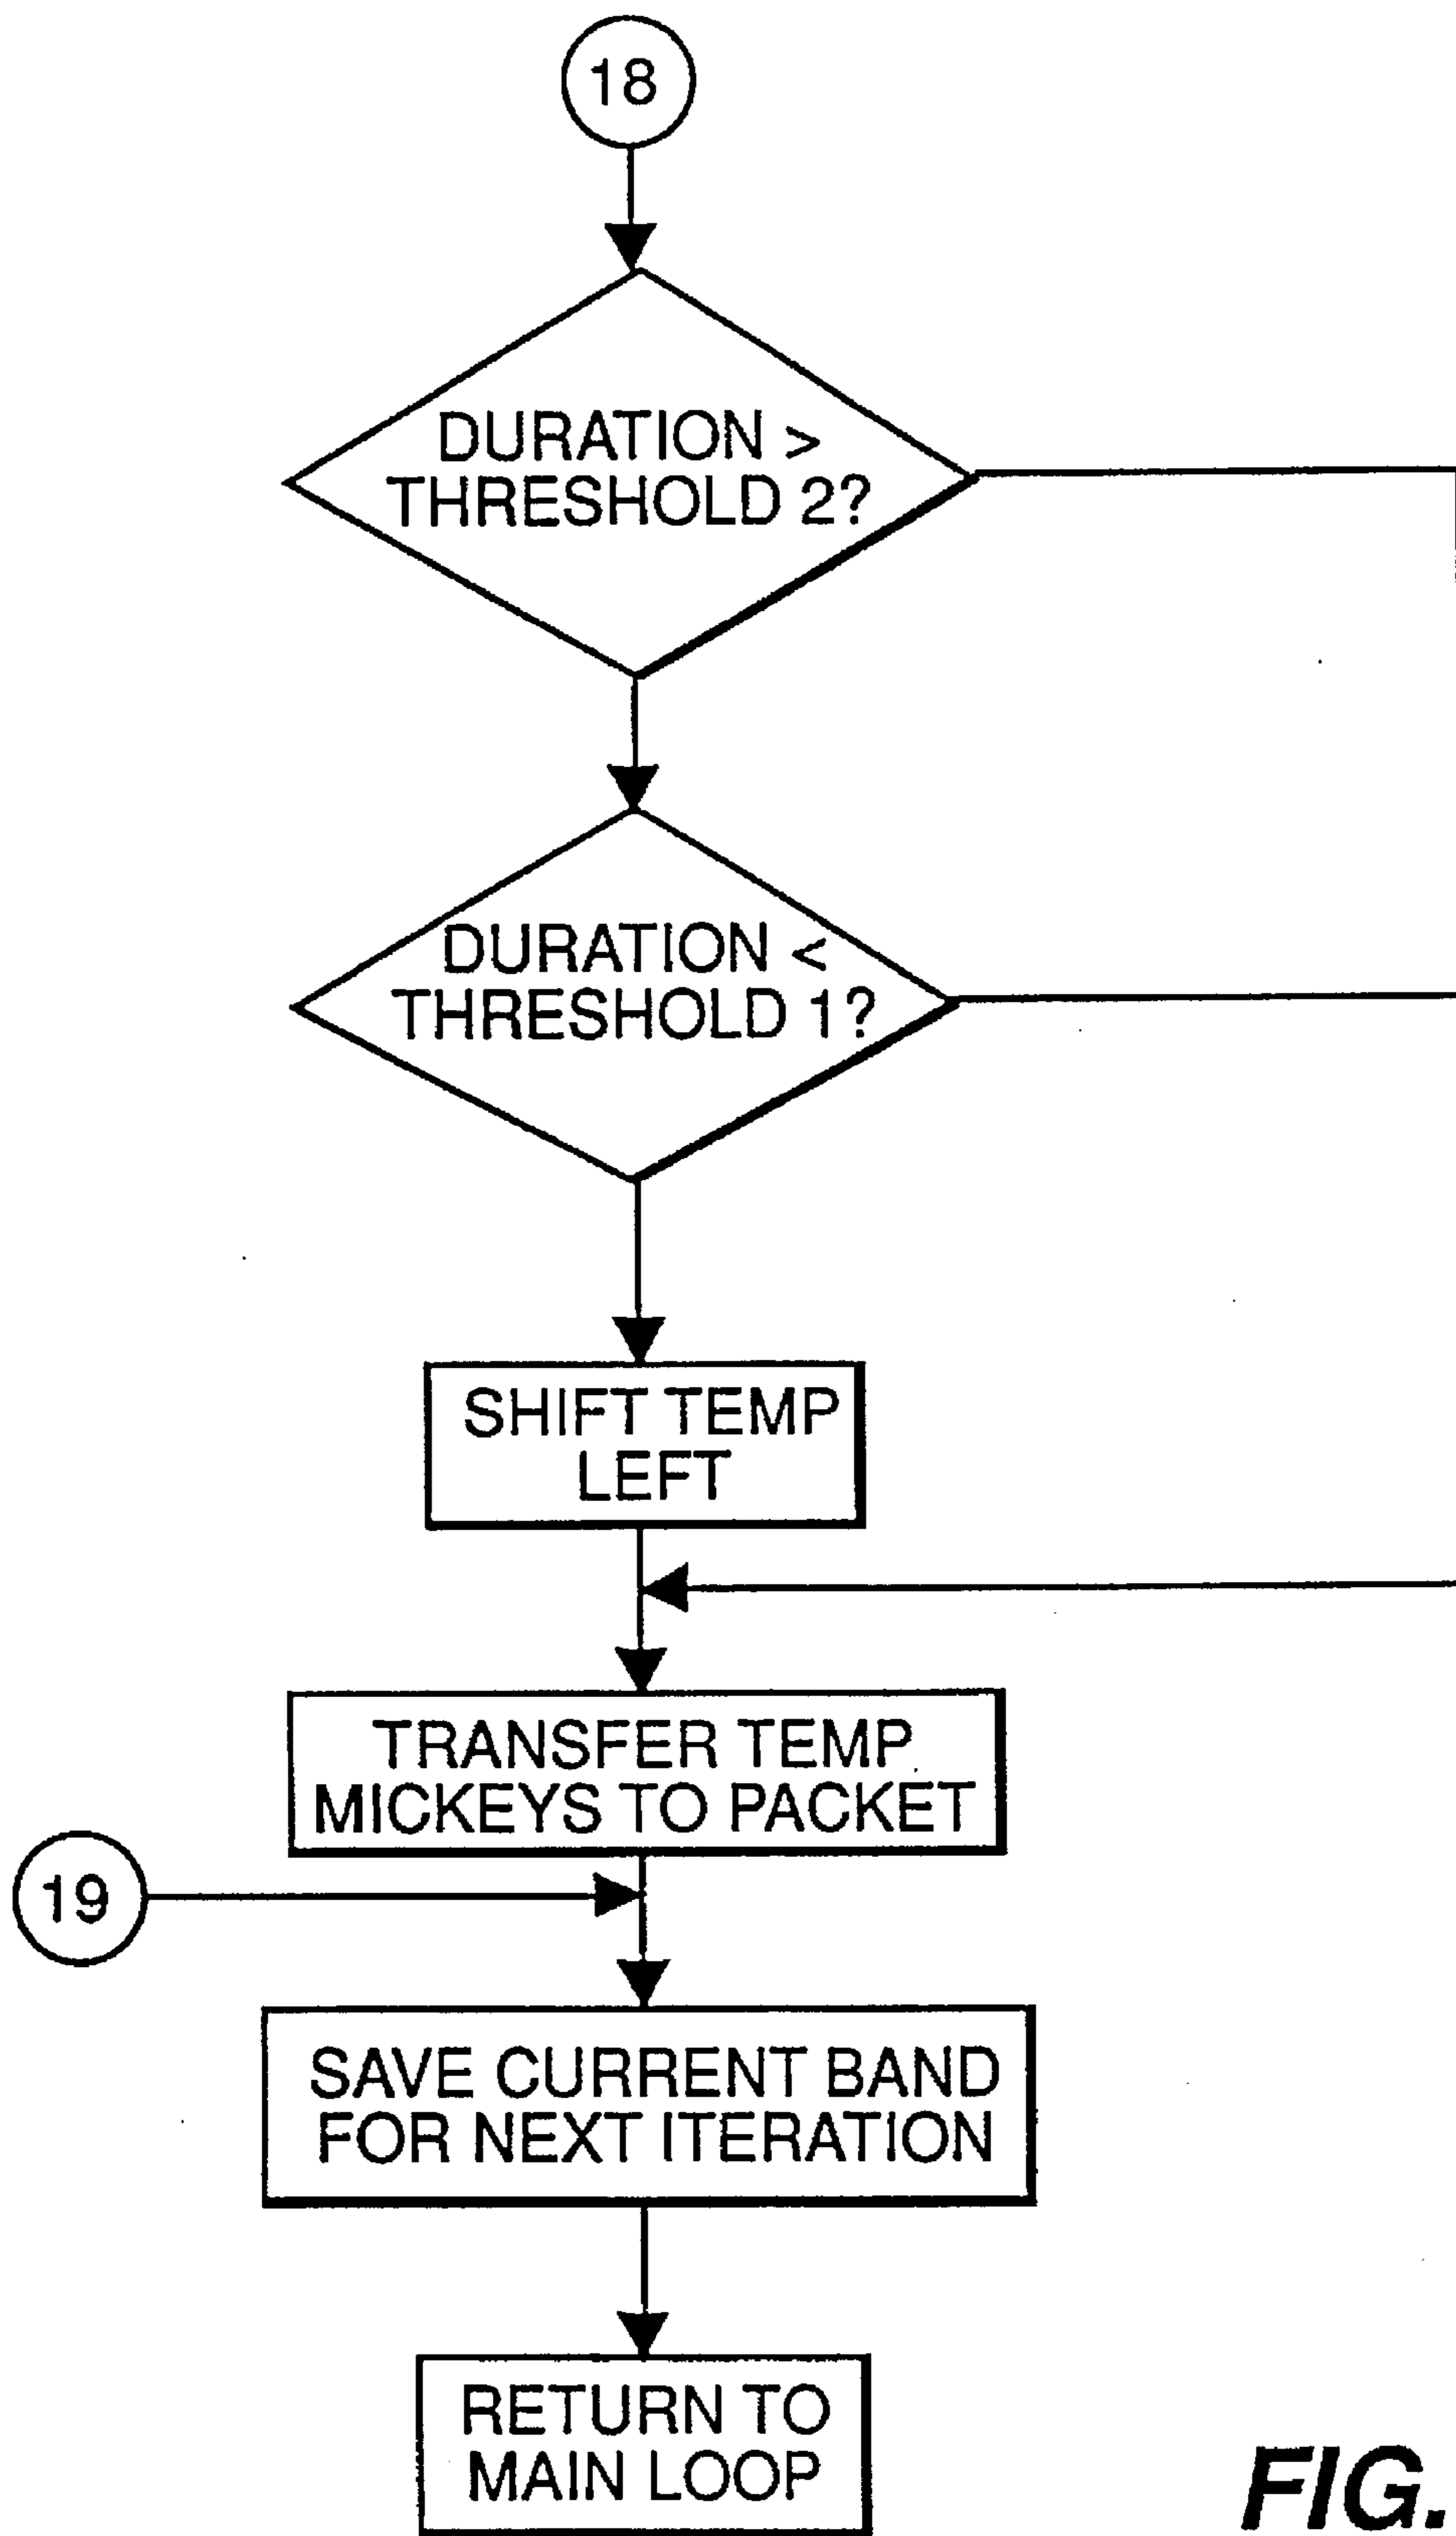 18
DURATION >
THRESHOLD 2?
DURATION <
THRESHOLD 1?
SHIFT TEMP
LEFT
TRANSFER TEMP
MICKEYS TO PACKET
19
SAVE CURRENT BAND
FOR NEXT ITERATION
RETURN TO
MAIN LOOP
FIG.